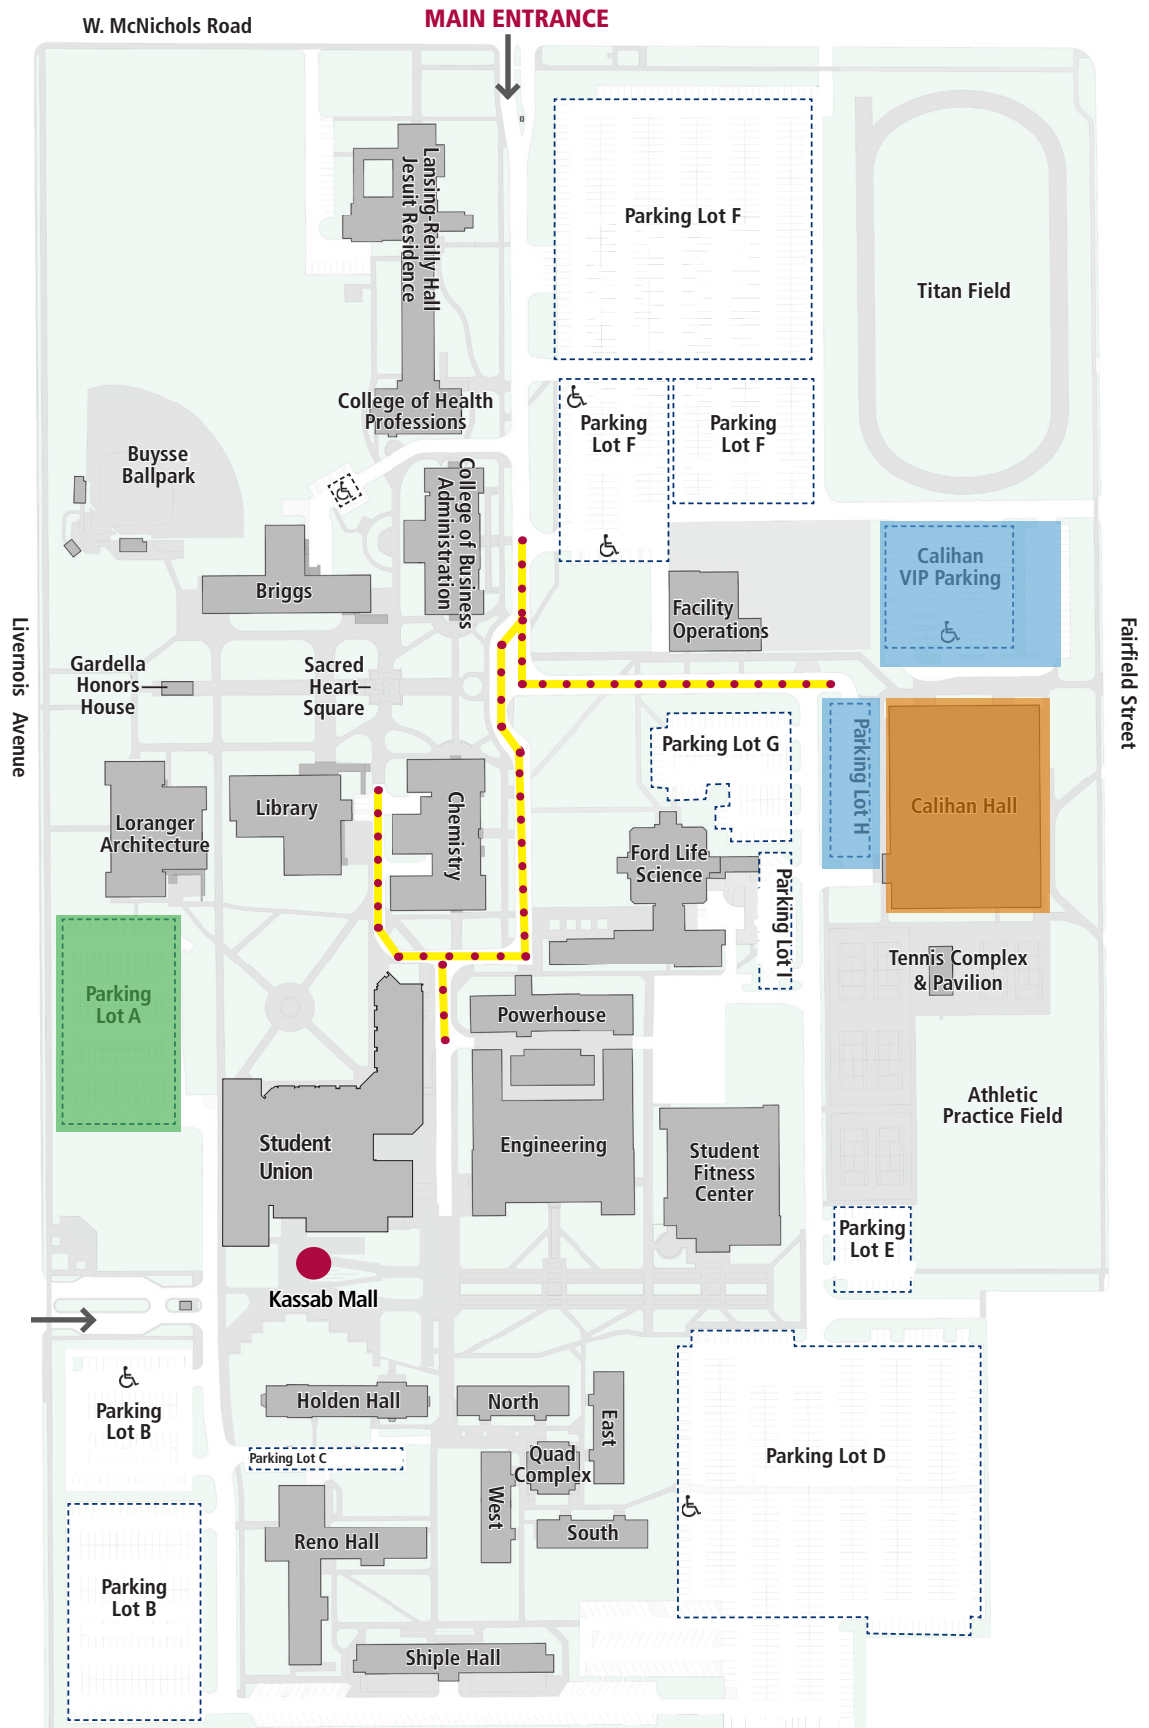 MAIN ENTRANCE
W. McNichols Road
Lansing-Reilly Hall
Jesuit Residence
Parking Lot F
Titan Field
College of Health
Professions
Parking
Lot F
Parking
Lot F
Buysse
Ballpark
College of Business
Administration
Calihan
VIP Parking
Briggs
Facility
Operations
Livernois Avenue
Fairfield Street
Gardella
Honors
House
Sacred
Heart
Square
Parking Lot G
Parking Lot H
Calihan Hall
Library
Loranger
Architecture
Chemistry
Ford Life
Science
Parking Lot I
Tennis Complex
& Pavilion
Parking
Lot A
Powerhouse
Athletic
Practice Field
Student
Union
Engineering
Student
Fitness
Center
Parking
Lot E
Kassab Mall
Parking
Lot B
Holden Hall
North
East
Parking Lot C
Quad
Complex
Parking Lot D
West
South
Reno Hall
Parking
Lot B
Shiple Hall